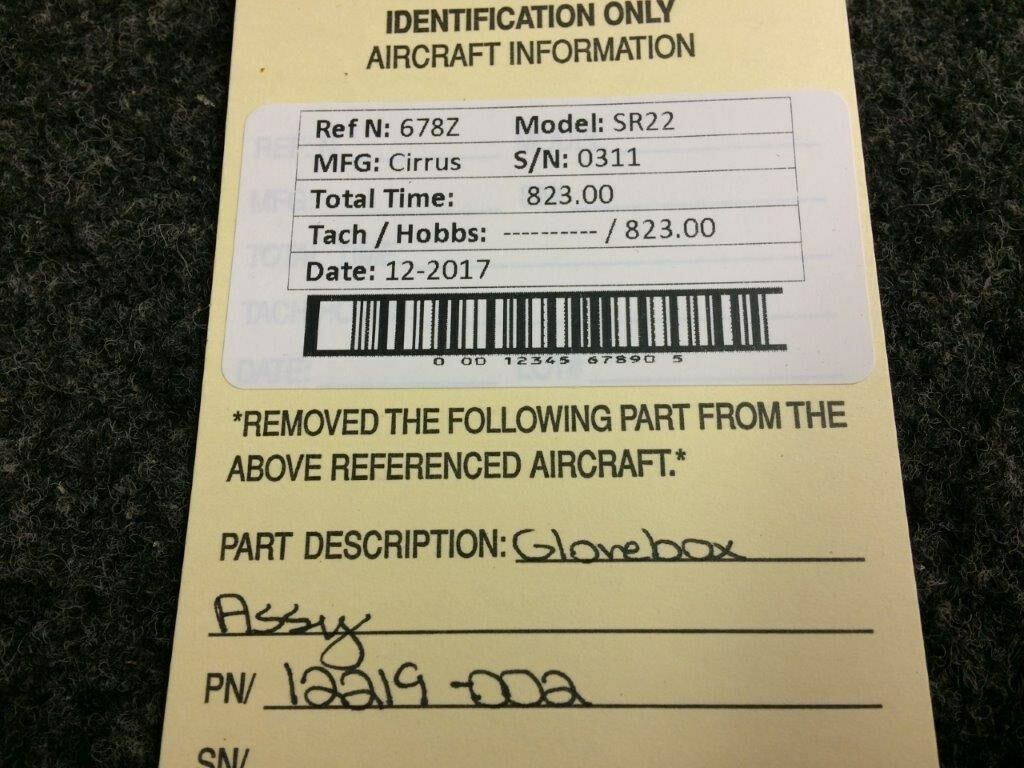 IDENTIFICATION ONLY
AIRCRAFT INFORMATION
Ref N: 678Z Model: SR22
MFG: Cirrus S/N: 0311
Total Time: 823.00
Tach / Hobbs: ---------- / 823.00
Date: 12-2017
0 00 12345 67890 5
*REMOVED THE FOLLOWING PART FROM THE
ABOVE REFERENCED AIRCRAFT.*
PART DESCRIPTION: Glovebox
Assy
PN/ 12219-002
SN/